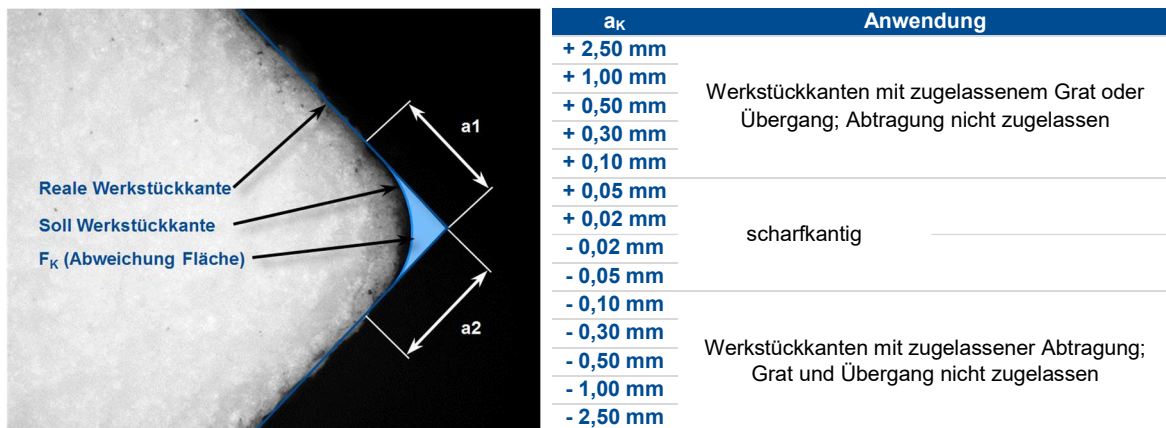 a1
Reale Werkstückkante
Soll Werkstückkante
FK (Abweichung Fläche)
a2
aK Anwendung
+ 2,50 mm
+ 1,00 mm
+ 0,50 mm
+ 0,30 mm
+ 0,10 mm
Werkstückkanten mit zugelassenem Grat oder
Übergang; Abtragung nicht zugelassen
+ 0,05 mm
+ 0,02 mm
- 0,02 mm
- 0,05 mm
scharfkantig
- 0,10 mm
- 0,30 mm
- 0,50 mm
- 1,00 mm
- 2,50 mm
Werkstückkanten mit zugelassener Abtragung;
Grat und Übergang nicht zugelassen